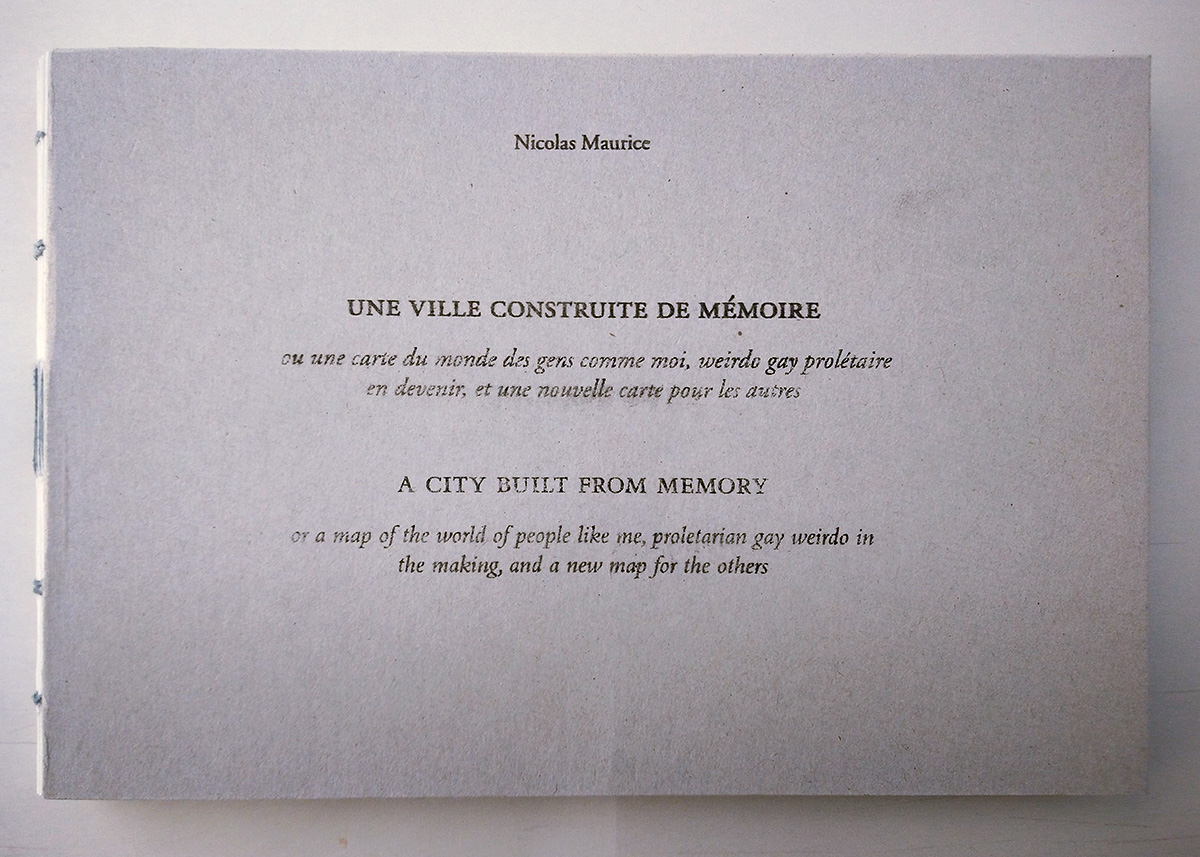 Nicolas Maurice
UNE VILLE CONSTRUITE DE MÉMOIRE
ou une carte du monde des gens comme moi, weirdo gay prolétaire
en devenir, et une nouvelle carte pour les autres
A CITY BUILT FROM MEMORY
or a map of the world of people like me, proletarian gay weirdo in
the making, and a new map for the others